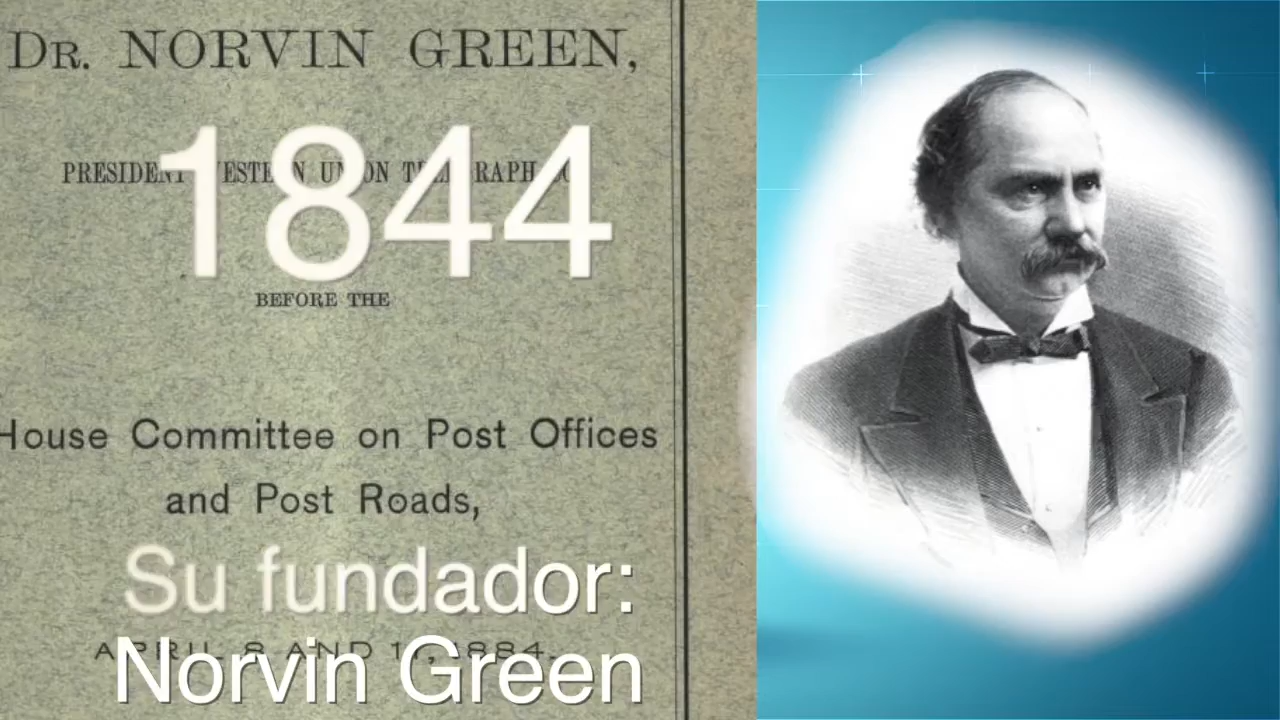 DR. NORVIN GREEN,
1844
BEFORE THE
House Committee on Post Offices
and Post Roads,
Su fundador:
Norvin Green